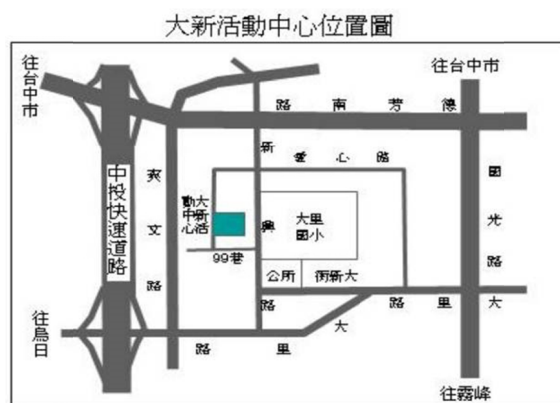 大新活動中心位置圖
往台中市
往台中市
德芳南路
愛心路
新興路
爽文路
國光路
中投快速道路
大新活動中心
大里國小
99巷
公所
大新街
大里路
大里路
往烏日
往霧峰